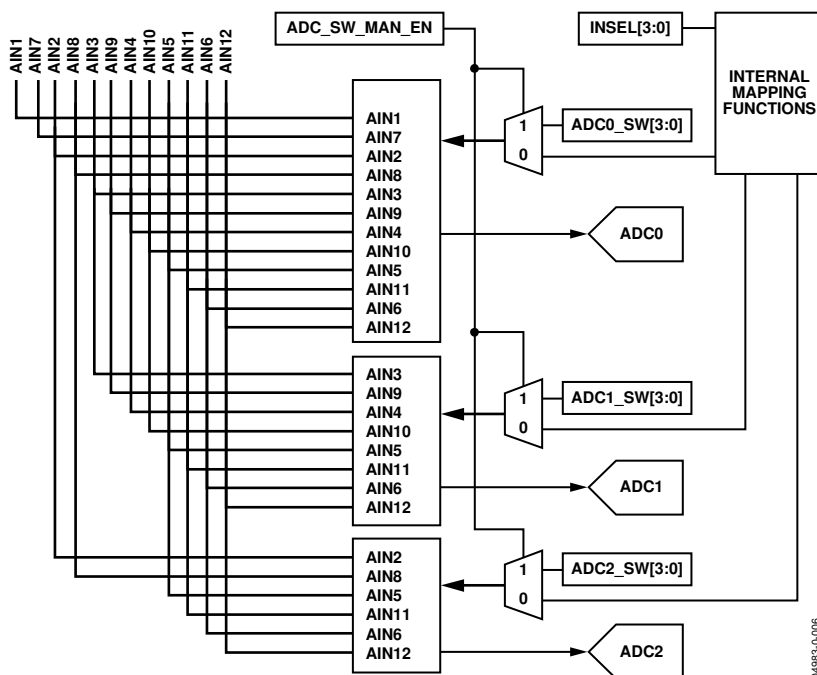 ADC_SW_MAN_EN
INSEL[3:0]
INTERNAL
MAPPING
FUNCTIONS
AIN1
AIN7
AIN2
AIN8
AIN3
AIN9
AIN4
AIN10
AIN5
AIN11
AIN6
AIN12
AIN1
AIN7
AIN2
AIN8
AIN3
AIN9
AIN4
AIN10
AIN5
AIN11
AIN6
AIN12
1
0
ADC0_SW[3:0]
ADC0
AIN3
AIN9
AIN4
AIN10
AIN5
AIN11
AIN6
AIN12
1
0
ADC1_SW[3:0]
ADC1
AIN2
AIN8
AIN5
AIN11
AIN6
AIN12
1
0
ADC2_SW[3:0]
ADC2
04983-0-006